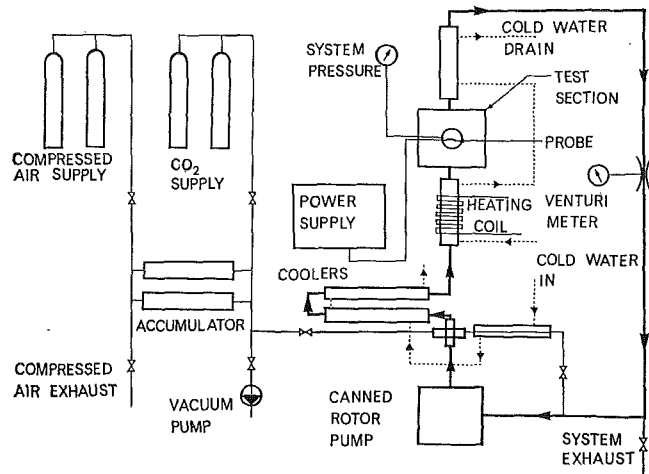 COLD WATER
DRAIN
SYSTEM
PRESSURE
TEST
SECTION
COMPRESSED
AIR SUPPLY
CO2
SUPPLY
PROBE
POWER
SUPPLY
HEATING
COIL
VENTURI
METER
COOLERS
COLD WATER
IN
ACCUMULATOR
COMPRESSED
AIR EXHAUST
VACUUM
PUMP
CANNED
ROTOR
PUMP
SYSTEM
EXHAUST